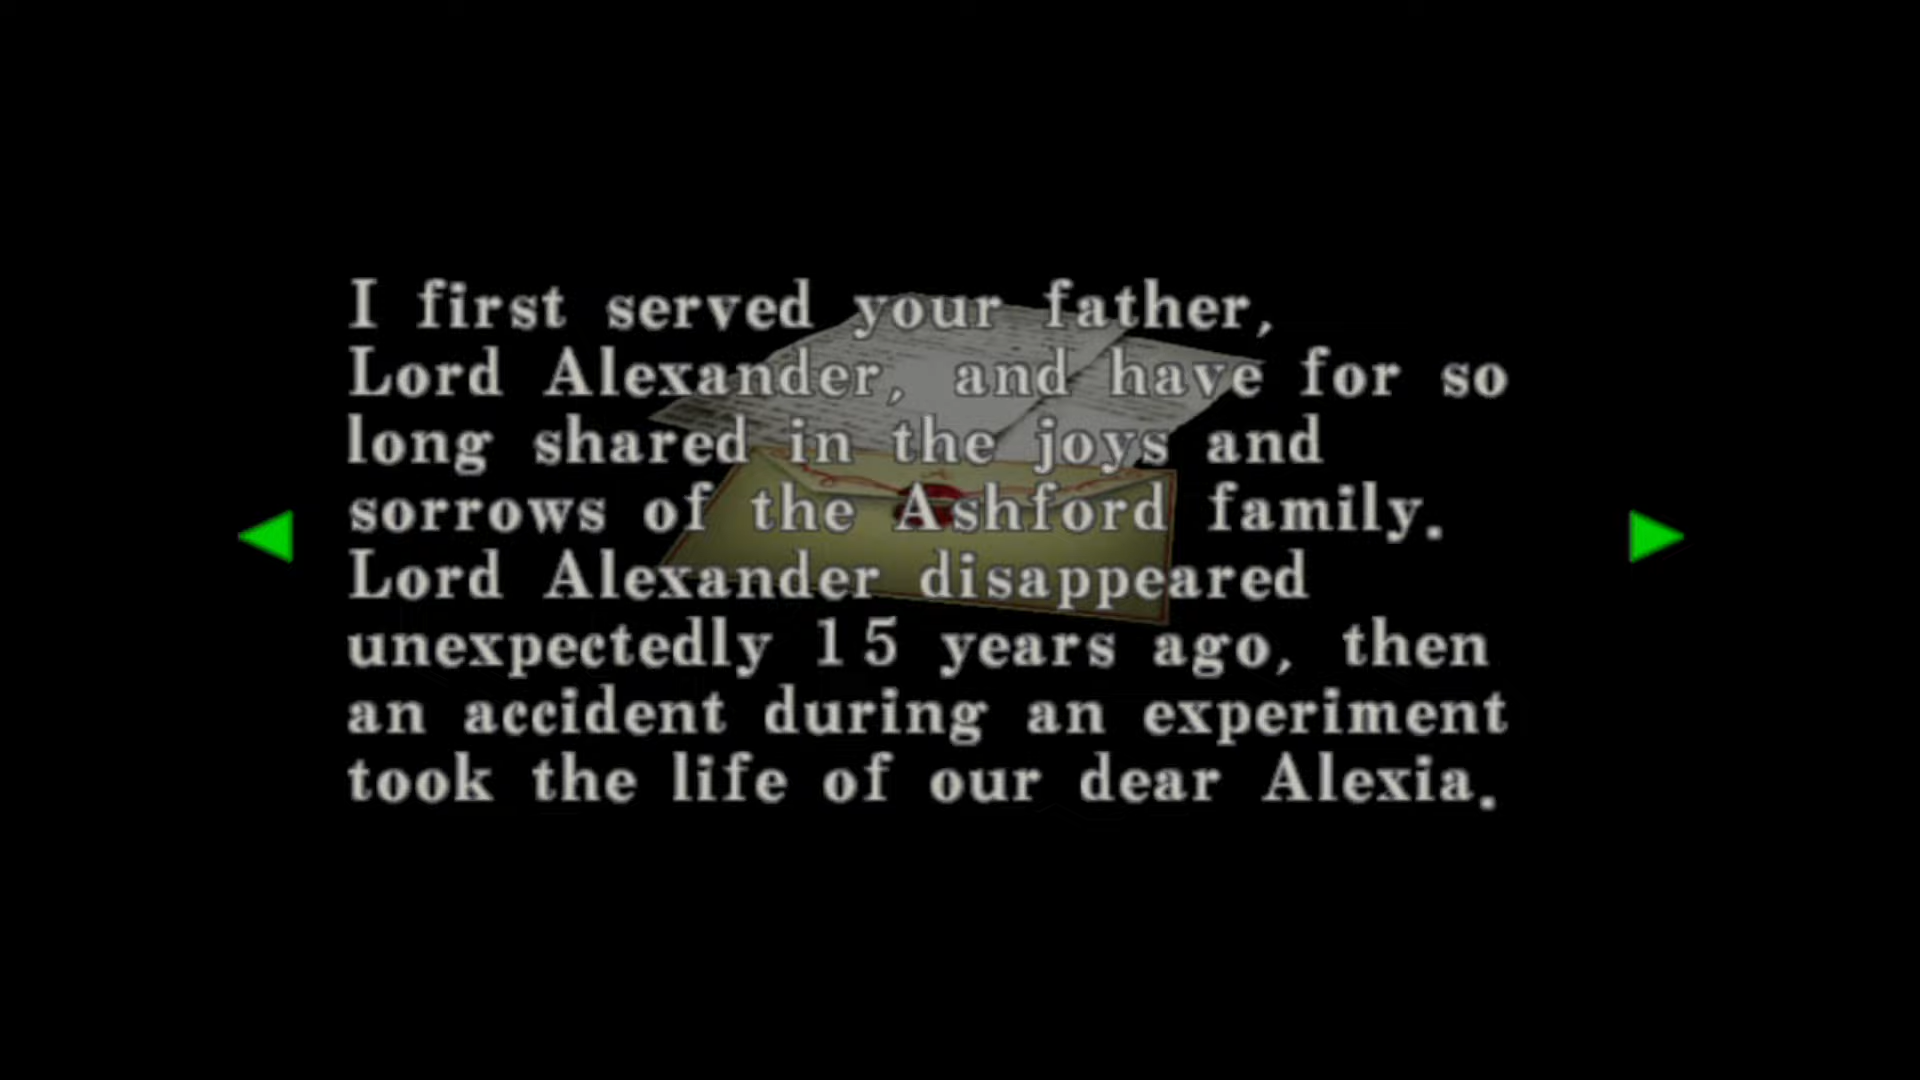 I first served your father,
Lord Alexander, and have for so
long shared in the joys and
sorrows of the Ashford family.
Lord Alexander disappeared
unexpectedly 15 years ago, then
an accident during an experiment
took the life of our dear Alexia.